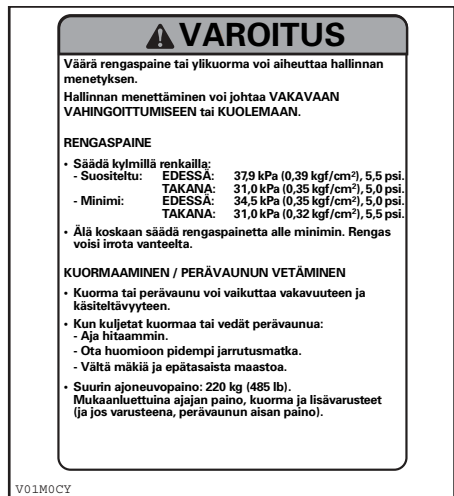 VAROITUS
Väärä rengaspaine tai ylikuorma voi aiheuttaa hallinnan
menetyksen.
Hallinnan menettäminen voi johtaa VAKAVAAN
VAHINGOITTUMISEEN tai KUOLEMAAN.
RENGASPAINE
• Säädä kylmillä renkailla:
- Suositeltu: EDESSÄ: 37,9 kPa (0,39 kgf/cm²), 5,5 psi.
TAKANA: 31,0 kPa (0,35 kgf/cm²), 5,0 psi.
- Minimi: EDESSÄ: 34,5 kPa (0,35 kgf/cm²), 5,0 psi.
TAKANA: 31,0 kPa (0,32 kgf/cm²), 5,5 psi.
• Älä koskaan säädä rengaspainetta alle minimin. Rengas
voisi irrota vanteelta.
KUORMAAMINEN / PERÄVAUNUN VETÄMINEN
• Kuorma tai perävaunu voi vaikuttaa vakavuuteen ja
käsiteltävyyteen.
• Kun kuljetat kuormaa tai vedät perävaunua:
- Aja hitaammin.
- Ota huomioon pidempi jarrutusmatka.
- Vältä mäkiä ja epätasaista maastoa.
• Suurin ajoneuvopaino: 220 kg (485 lb).
Mukaanluettuina ajajan paino, kuorma ja lisävarusteet
(ja jos varusteena, perävaunun aisan paino).
V01M0CY